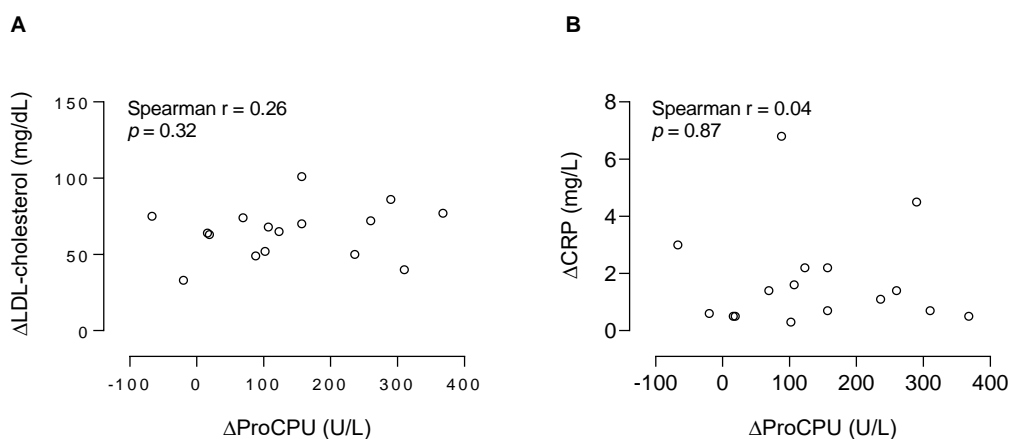 A
Spearman r = 0.26
p = 0.32
ΔLDL-cholesterol (mg/dL)
150
100
50
0
-100 0 100 200 300 400
ΔProCPU (U/L)
B
Spearman r = 0.04
p = 0.87
ΔCRP (mg/L)
8
6
4
2
0
-100 0 100 200 300 400
ΔProCPU (U/L)